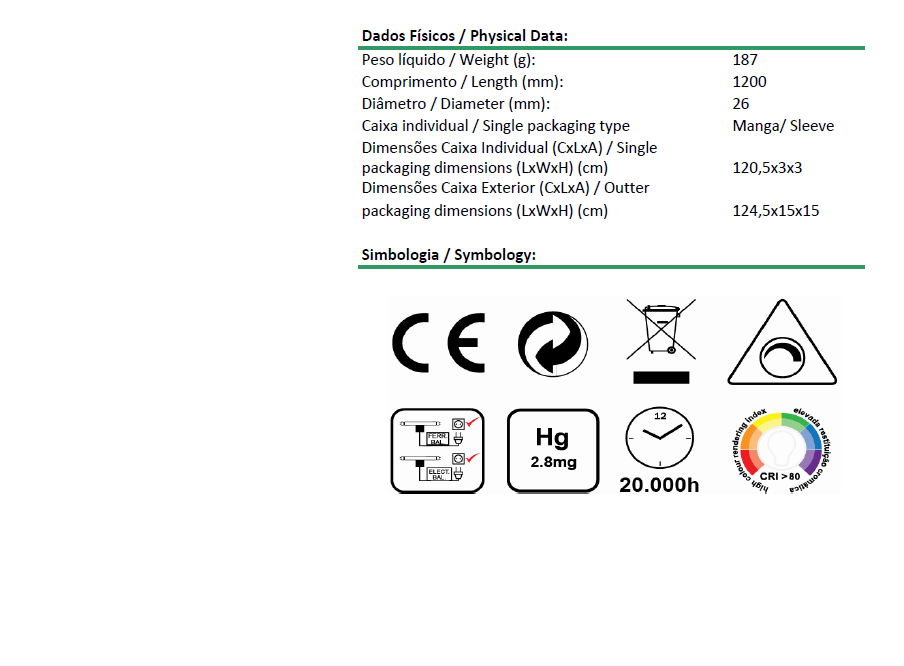 Dados Físicos / Physical Data:
Peso líquido / Weight (g): 187
Comprimento / Length (mm): 1200
Diâmetro / Diameter (mm): 26
Caixa individual / Single packaging type Manga/ Sleeve
Dimensões Caixa Individual (CxLxA) / Single
packaging dimensions (LxWxH) (cm) 120,5x3x3
Dimensões Caixa Exterior (CxLxA) / Outter
packaging dimensions (LxWxH) (cm) 124,5x15x15
Simbologia / Symbology:
CE
FERR.
BAL.
ELECT.
BAL.
Hg
2.8mg
12
20.000h
high colour rendering index
elevada restituição cromática
CRI >80